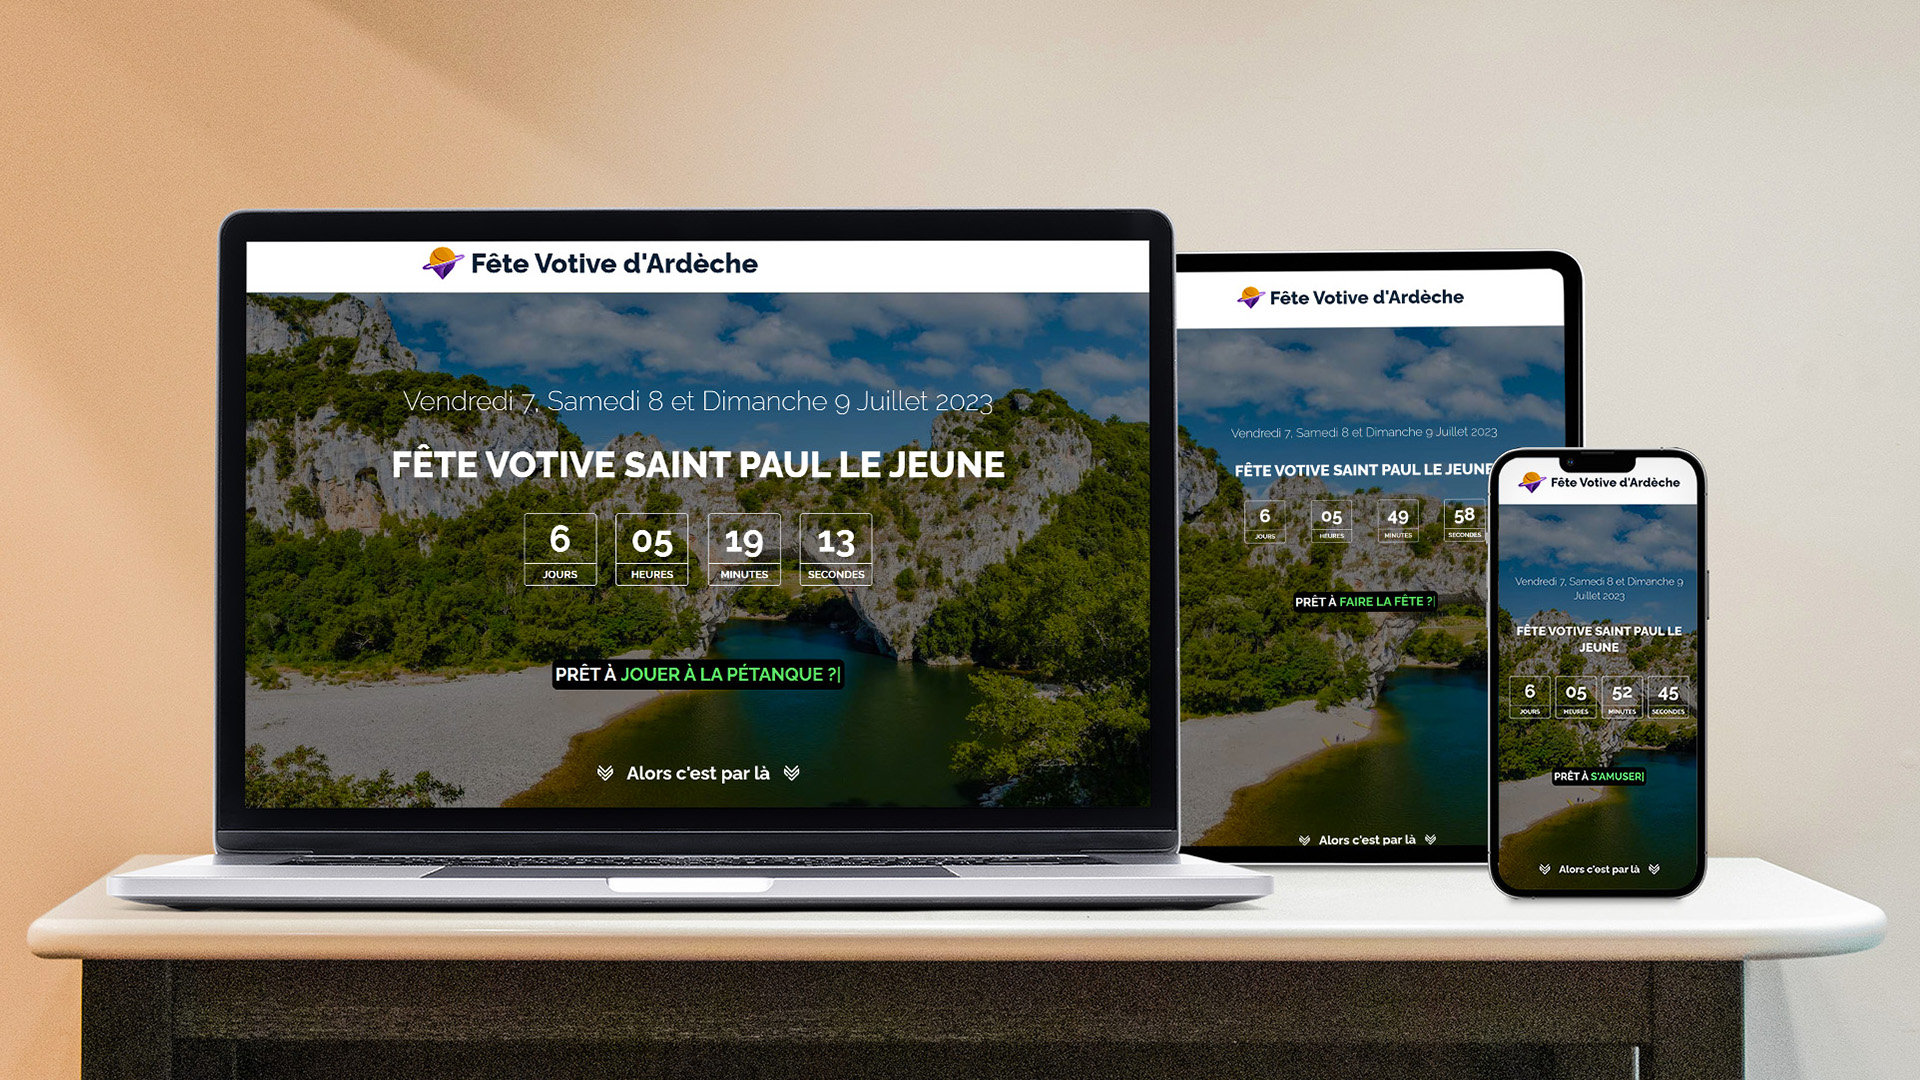 Fête Votive d'Ardèche
Vendredi 7, Samedi 8 et Dimanche 9 Juillet 2023
FÊTE VOTIVE SAINT PAUL LE JEUNE
6 05 19 13
JOURS HEURES MINUTES SECONDES
PRÊT À JOUER À LA PÉTANQUE ?|
Alors c'est par là
Fête Votive d'Ardèche
Vendredi 7, Samedi 8 et Dimanche 9 Juillet 2023
FÊTE VOTIVE SAINT PAUL LE JEUNE
6 05 49 58
JOURS HEURES MINUTES SECONDES
PRÊT À FAIRE LA FÊTE ?|
Alors c'est par là
Fête Votive d'Ardèche
Vendredi 7, Samedi 8 et Dimanche 9
Juillet 2023
FÊTE VOTIVE SAINT PAUL LE
JEUNE
6 05 52 45
JOURS HEURES MINUTES SECONDES
PRÊT À S'AMUSER|
Alors c'est par là